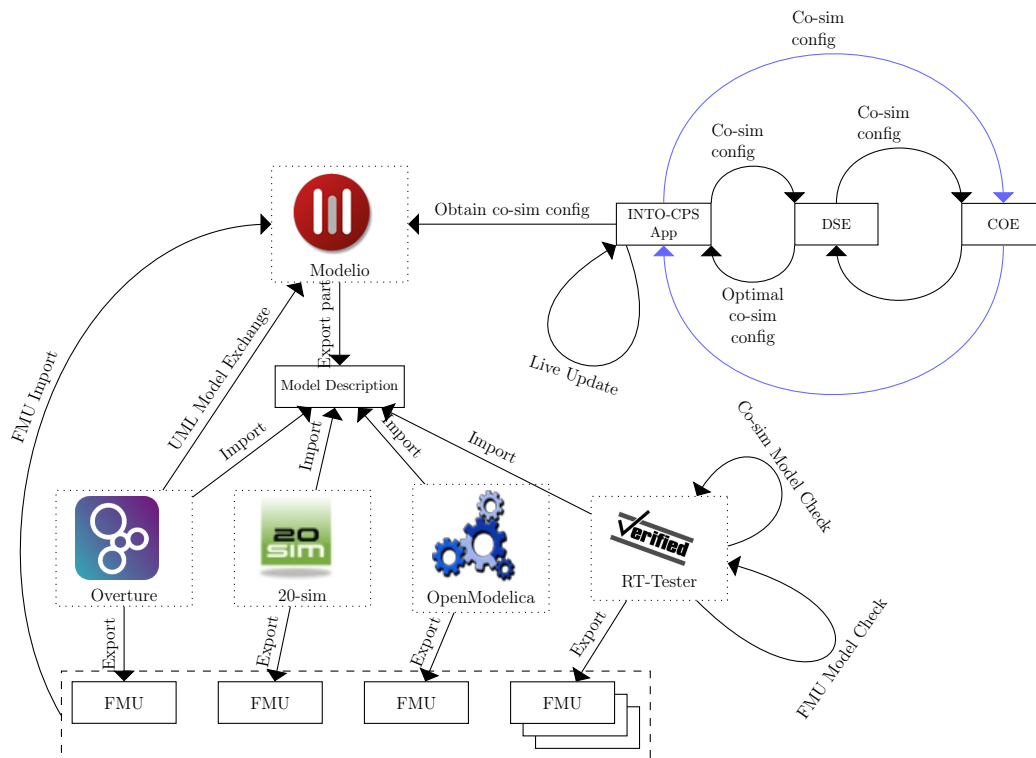 Co-sim
config
Co-sim
config
Co-sim
config
Obtain co-sim config
INTO-CPS
App
DSE
COE
Modelio
Optimal
co-sim
config
Live Update
Export part
FMU Import
UML Model Exchange
Model Description
Import
Import
Import
Import
Co-sim Model Check
20
sim
Verified
Overture
20-sim
OpenModelica
RT-Tester
Export
Export
Export
Export
FMU Model Check
FMU
FMU
FMU
FMU